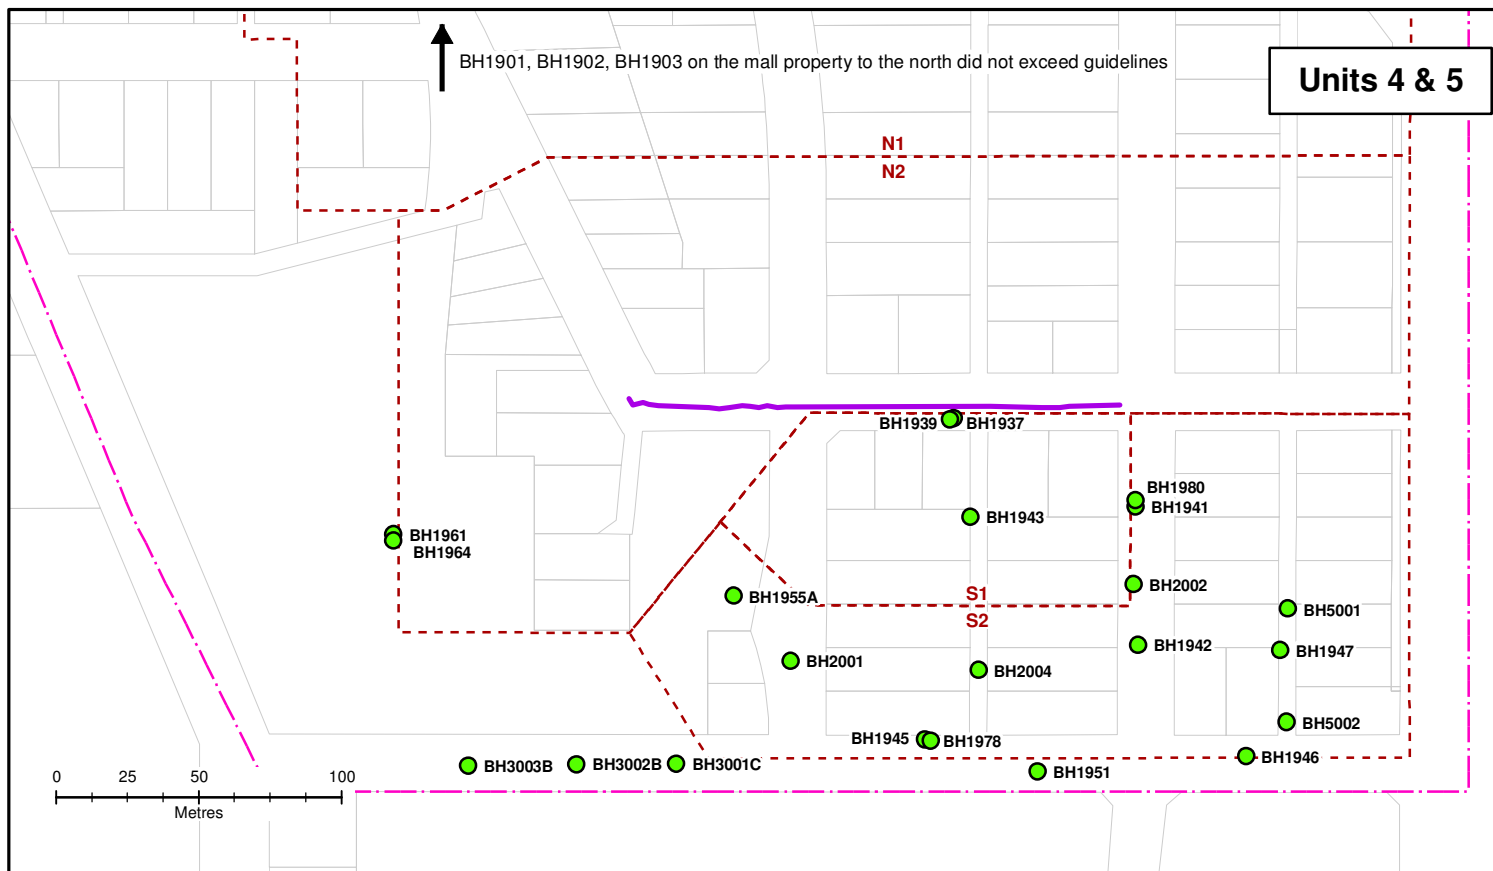 BH1901, BH1902, BH1903 on the mall property to the north did not exceed guidelines
Units 4 & 5
N1
N2
BH1939
BH1937
BH1980
BH1941
BH1943
BH1961
BH1964
BH2002
BH1955A
S1
S2
BH5001
BH1942
BH1947
BH2001
BH2004
BH5002
BH1945
BH1978
BH1946
BH3003B
BH3002B
BH3001C
BH1951
0 25 50 100
Metres